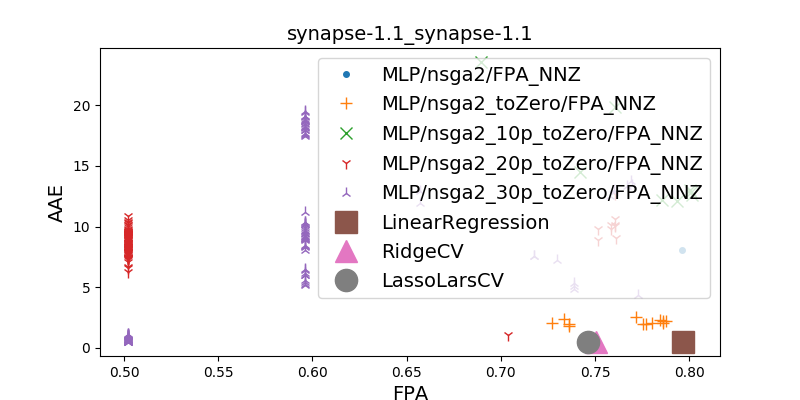 synapse-1.1_synapse-1.1
MLP/nsga2/FPA_NNZ
MLP/nsga2_toZero/FPA_NNZ
MLP/nsga2_10p_toZero/FPA_NNZ
MLP/nsga2_20p_toZero/FPA_NNZ
MLP/nsga2_30p_toZero/FPA_NNZ
LinearRegression
RidgeCV
LassoLarsCV
AAE
20
15
10
5
0
0.50 0.55 0.60 0.65 0.70 0.75 0.80
FPA